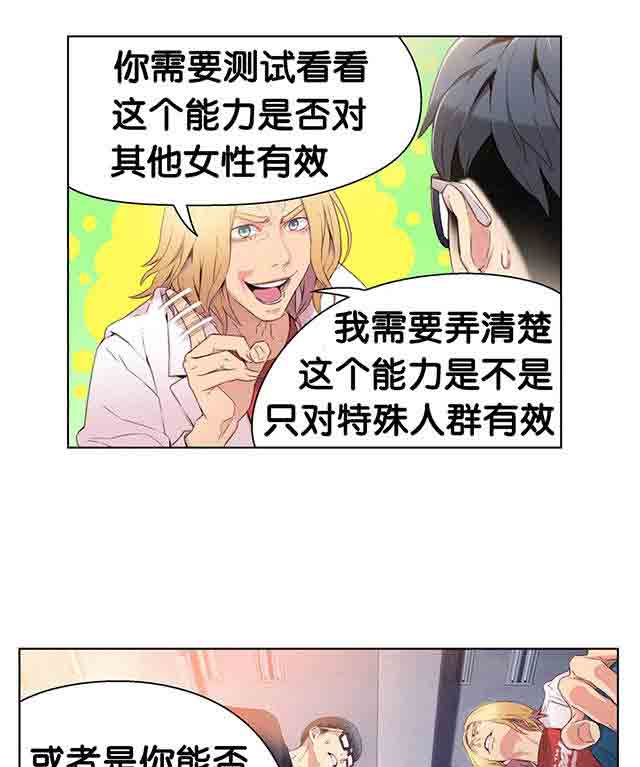 你需要测试看看
这个能力是否对
其他女性有效
我需要弄清楚
这个能力是不是
只对特殊人群有效
或者是你能否